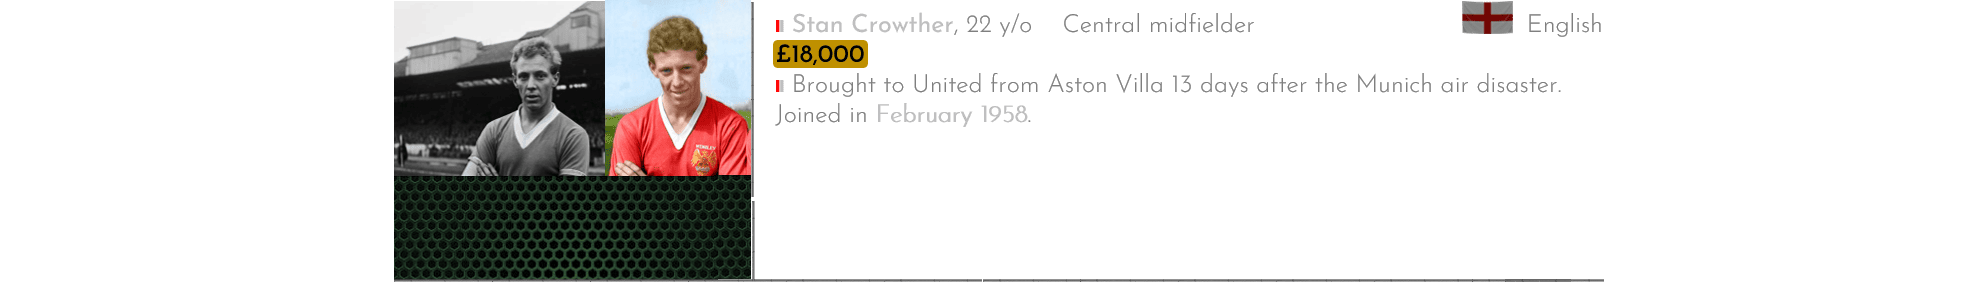 Stan Crowther, 22 y/o Central midfielder English
£18,000
Brought to United from Aston Villa 13 days after the Munich air disaster.
Joined in February 1958.
WEMBLEY